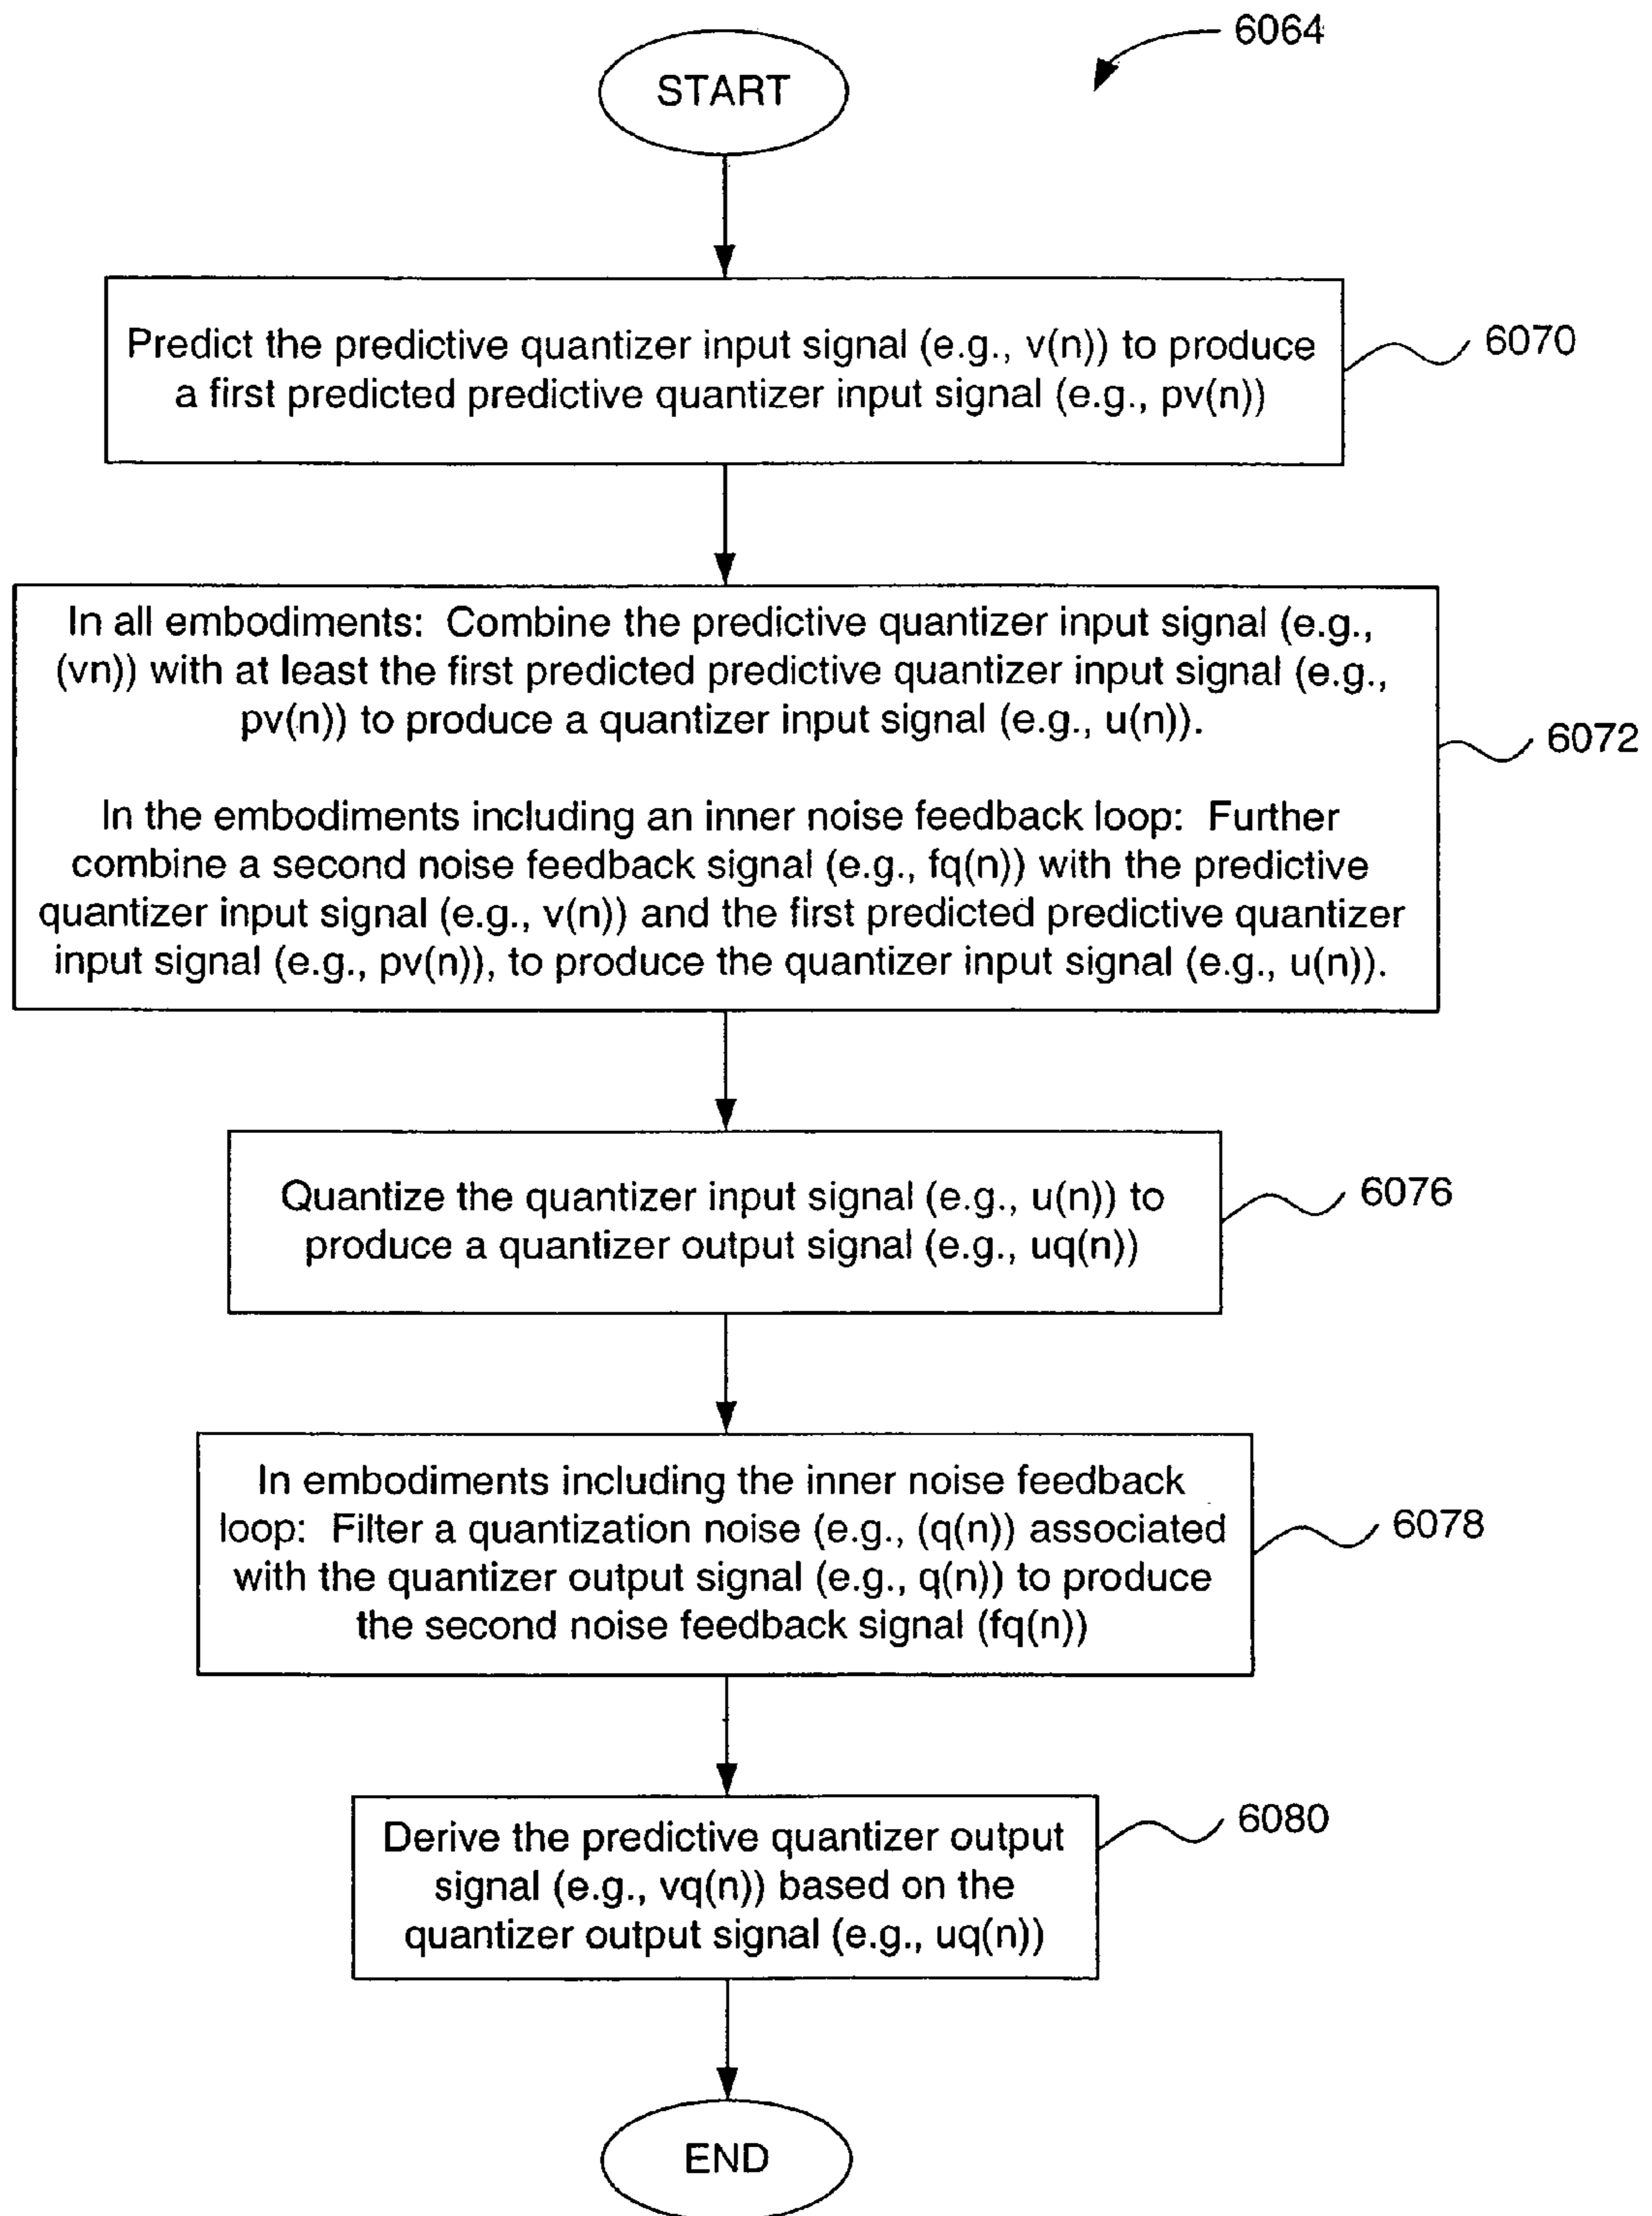 6064
START
Predict the predictive quantizer input signal (e.g., v(n)) to produce
a first predicted predictive quantizer input signal (e.g., pv(n))
6070
In all embodiments: Combine the predictive quantizer input signal (e.g.,
(vn)) with at least the first predicted predictive quantizer input signal (e.g.,
pv(n)) to produce a quantizer input signal (e.g., u(n)).
6072
In the embodiments including an inner noise feedback loop: Further
combine a second noise feedback signal (e.g., fq(n)) with the predictive
quantizer input signal (e.g., v(n)) and the first predicted predictive quantizer
input signal (e.g., pv(n)), to produce the quantizer input signal (e.g., u(n)).
Quantize the quantizer input signal (e.g., u(n)) to
produce a quantizer output signal (e.g., uq(n))
6076
In embodiments including the inner noise feedback
loop: Filter a quantization noise (e.g., (q(n)) associated
with the quantizer output signal (e.g., q(n)) to produce
the second noise feedback signal (fq(n))
6078
Derive the predictive quantizer output
signal (e.g., vq(n)) based on the
quantizer output signal (e.g., uq(n))
6080
END